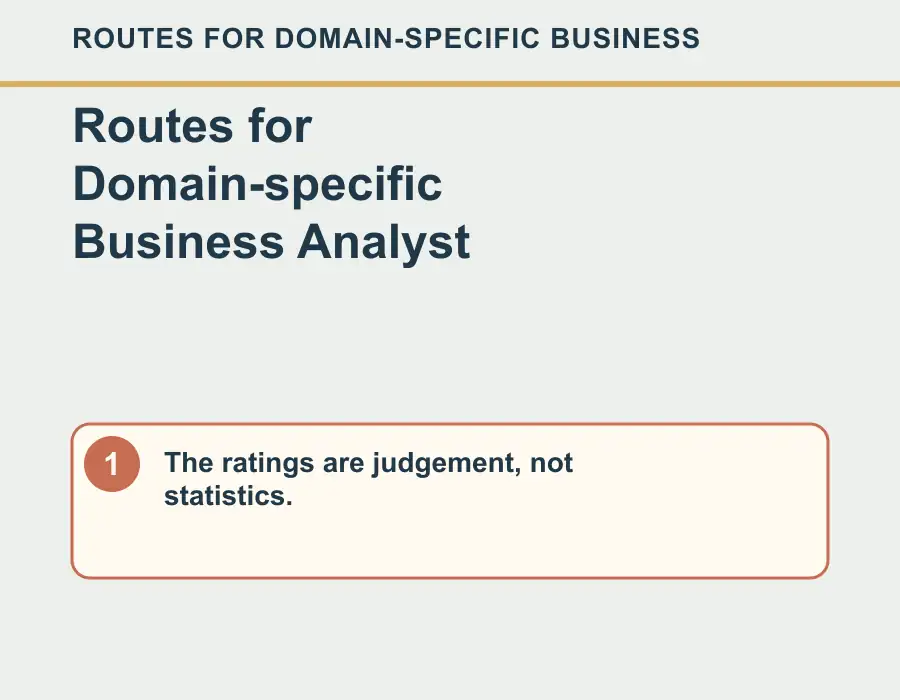 ROUTES FOR DOMAIN-SPECIFIC BUSINESS
Routes for
Domain-specific
Business Analyst
1
The ratings are judgement, not
statistics.